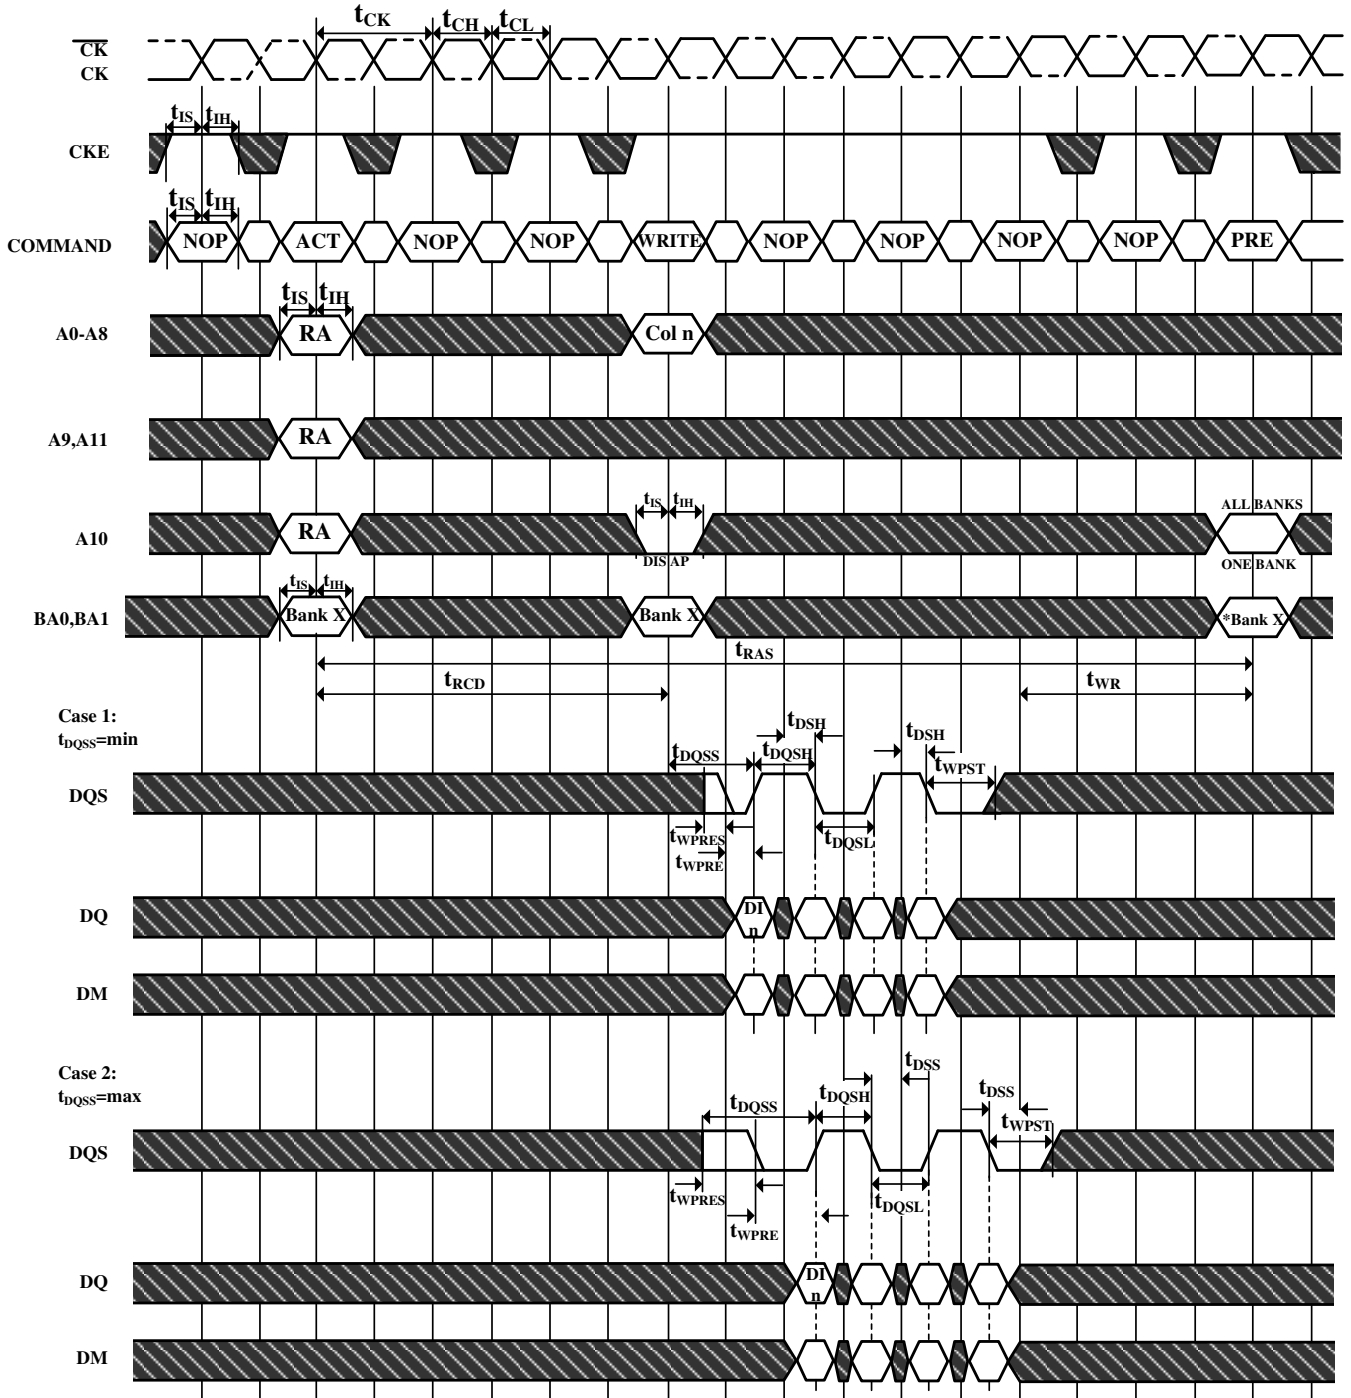 tCK tCH tCL
CK
CK
tIS tIH
CKE
tIS tIH
COMMAND NOP ACT NOP NOP WRITE NOP NOP NOP NOP PRE
tIS tIH
A0-A8 RA Col n
A9,A11 RA
tIS tIH ALL BANKS
A10 RA
DIS AP ONE BANK
tIS tIH
BA0,BA1 Bank X Bank X *Bank X
tRAS
tRCD tWR
Case 1:
tDQSS=min
tDSH tDSH
tDQSS tDQSH tWPST
DQS
tWPRES tDQSL
tWPRE
DQ DI
n
DM
Case 2:
tDQSS=max
tDSS tDSS
tDQSS tDQSH tWPST
DQS
tWPRES tDQSL
tWPRE
DQ DI
n
DM